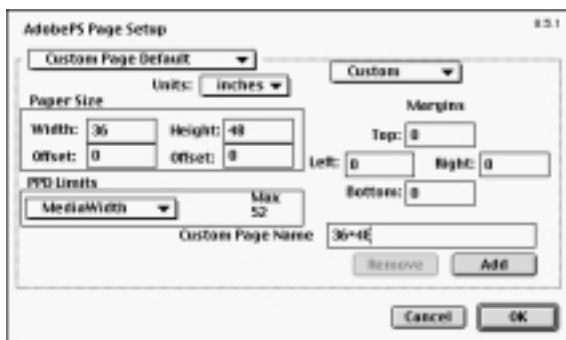 AdobePS Page Setup 8.5.1
Custom Page Default
Units: inches Custom
Paper Size Margins
Width: 36 Height: 48 Top: 0
Offset: 0 Offset: 0 Left: 0 Right: 0
PPD Limits Bottom: 0
MediaWidth Max
52
Custom Page Name 36*48
Remove Add
Cancel OK